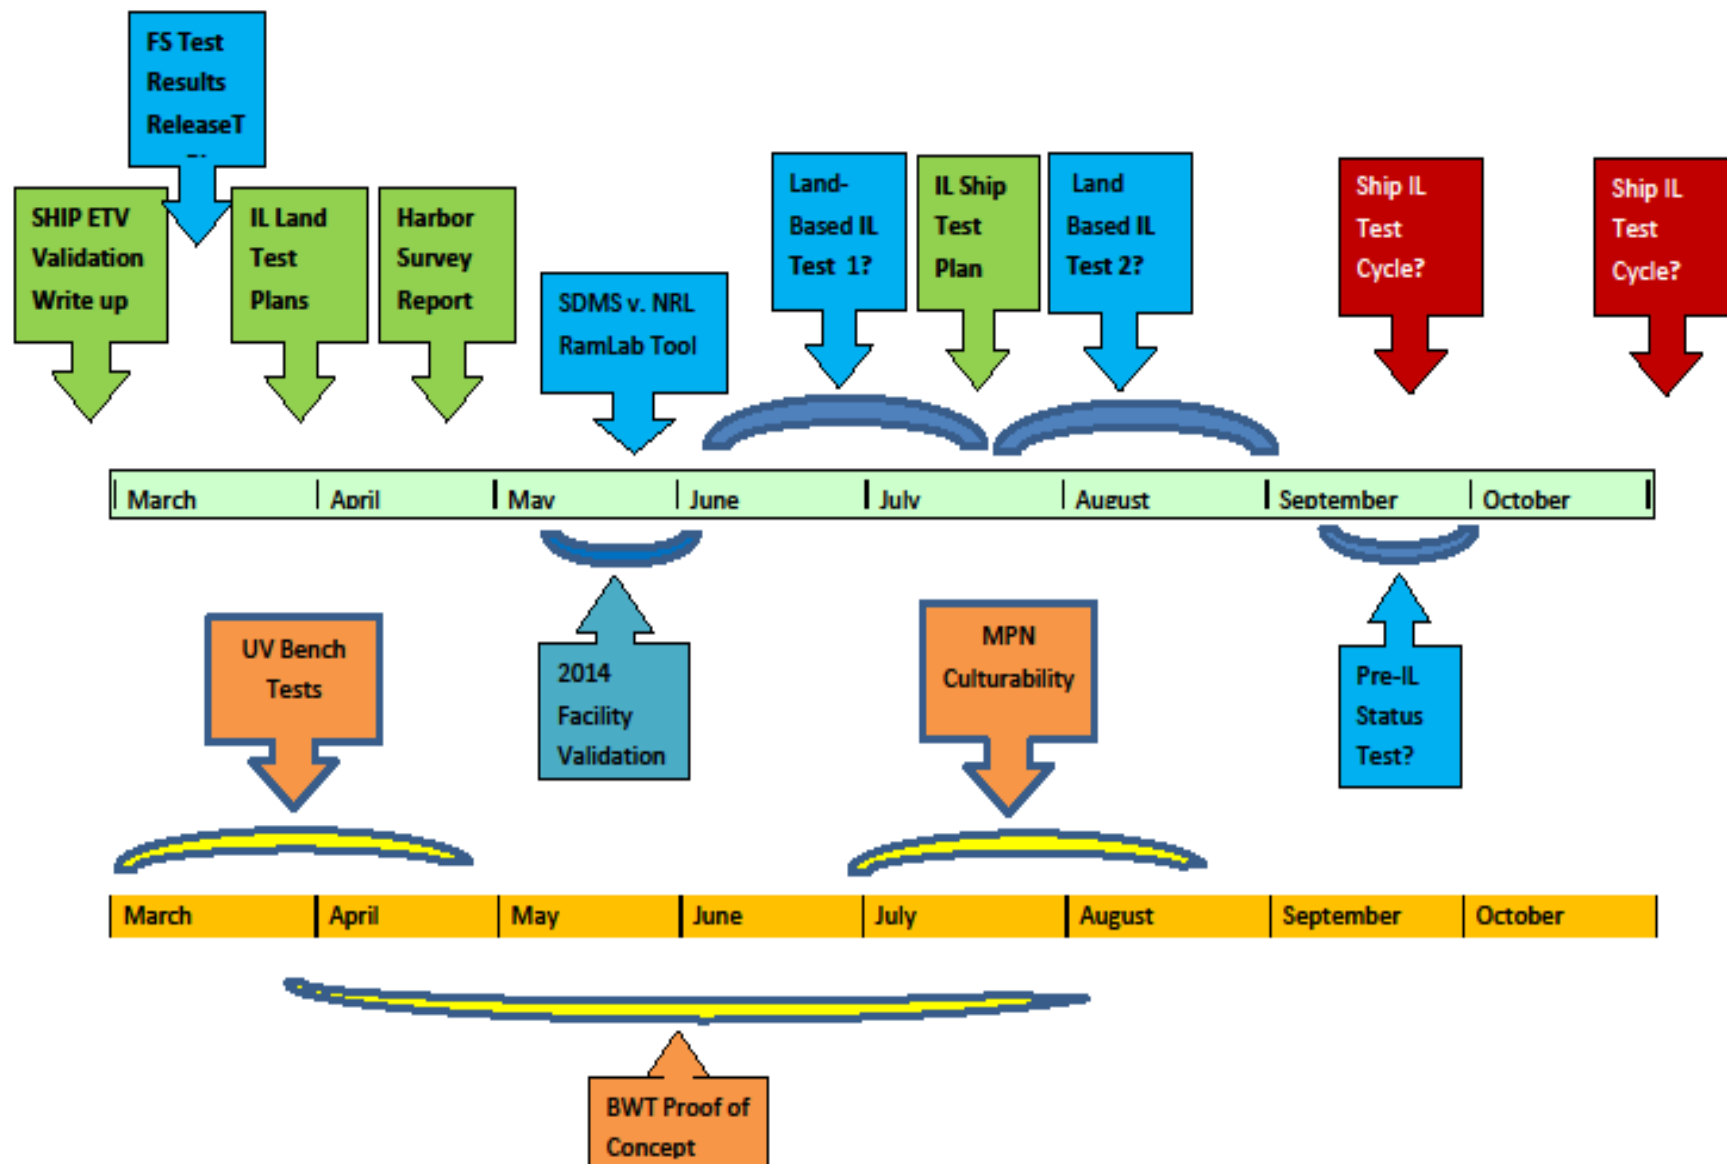 FS Test
Results
ReleaseT
SHIP ETV
Validation
Write up
IL Land
Test
Plans
Harbor
Survey
Report
SDMS v. NRL
RamLab Tool
Land-
Based IL
Test 1?
IL Ship
Test
Plan
Land
Based IL
Test 2?
Ship IL
Test
Cycle?
Ship IL
Test
Cycle?
March April May June July August September October
UV Bench
Tests
2014
Facility
Validation
MPN
Culturability
Pre-IL
Status
Test?
March April May June July August September October
BWT Proof of
Concept